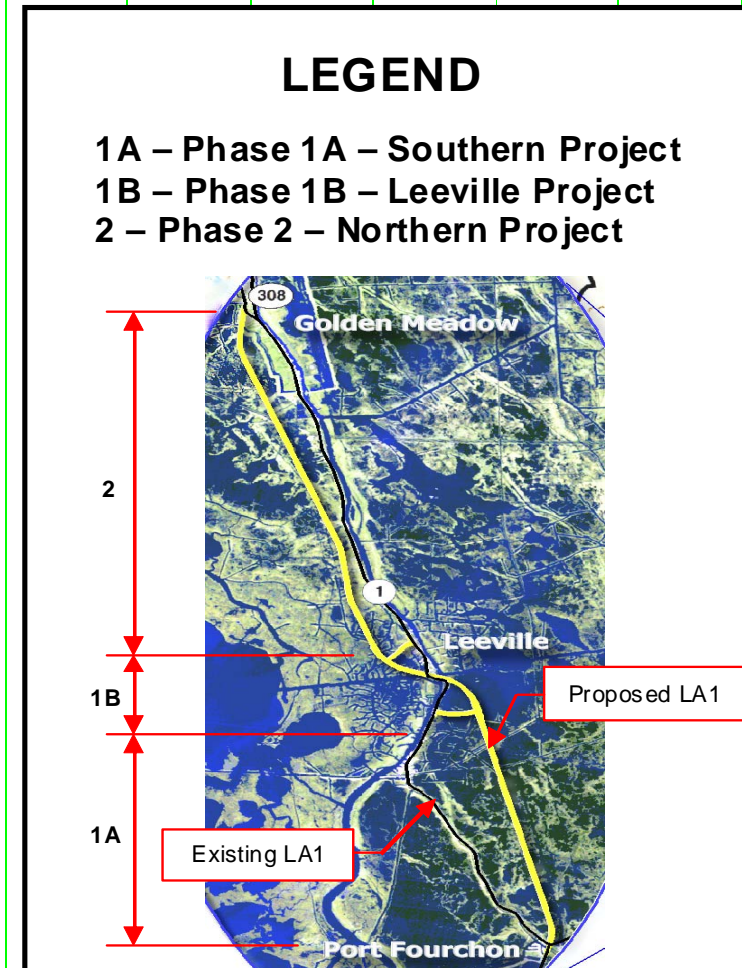 LEGEND
1A – Phase 1A – Southern Project
1B – Phase 1B – Leeville Project
2 – Phase 2 – Northern Project
308
Golden Meadow
2
1
Leeville
1B
Proposed LA1
1A
Existing LA1
Port Fourchon